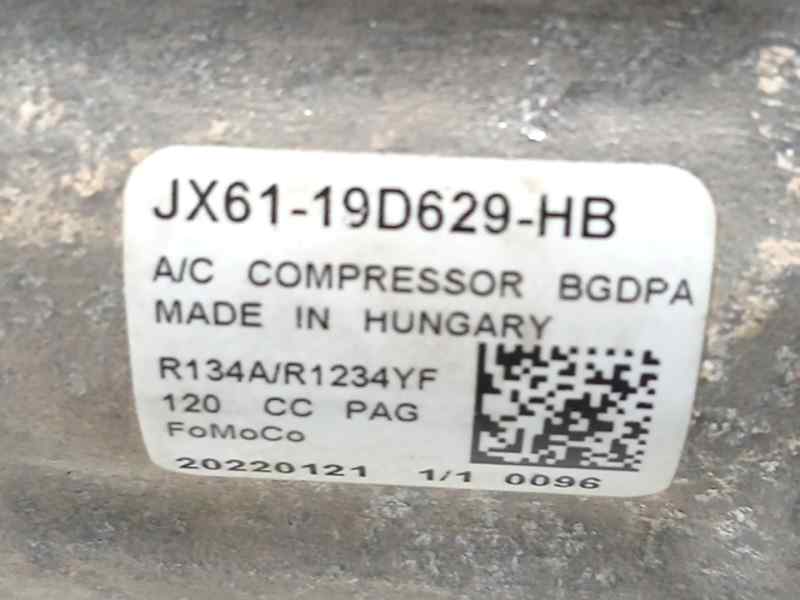 JX61-19D629-HB
A/C COMPRESSOR BGDPA
MADE IN HUNGARY
R134A/R1234YF
120 CC PAG
FoMoCo
20220121 1/1 0096